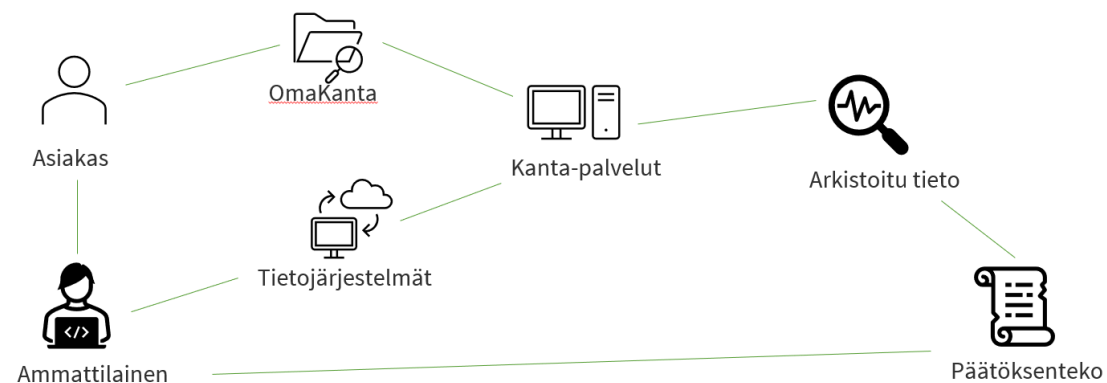 OmaKanta
Asiakas
Kanta-palvelut
Arkistoitu tieto
Tietojärjestelmät
</>
Ammattilainen
Päätöksenteko